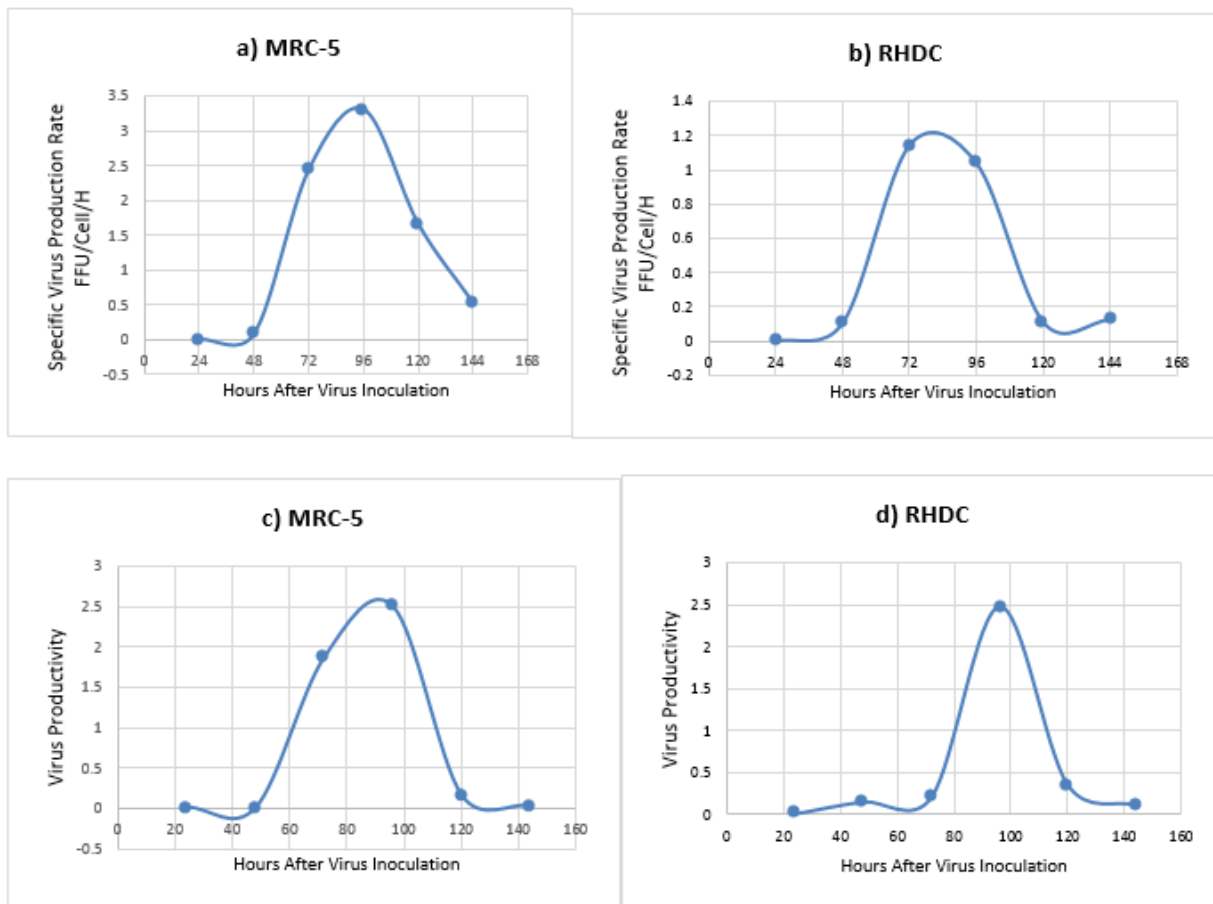 a) MRC-5
Specific Virus Production Rate
FFU/Cell/H
3.5
3
2.5
2
1.5
1
0.5
0
-0.5
0 24 48 72 96 120 144 168
Hours After Virus Inoculation
b) RHDC
Specific Virus Production Rate
FFU/Cell/H
1.4
1.2
1
0.8
0.6
0.4
0.2
0
-0.2
0 24 48 72 96 120 144 168
Hours After Virus Inoculation
c) MRC-5
Virus Productivity
3
2.5
2
1.5
1
0.5
0
-0.5
0 20 40 60 80 100 120 140 160
Hours After Virus Inoculation
d) RHDC
Virus Productivity
3
2.5
2
1.5
1
0.5
0
0 20 40 60 80 100 120 140 160
Hours After Virus Inoculation